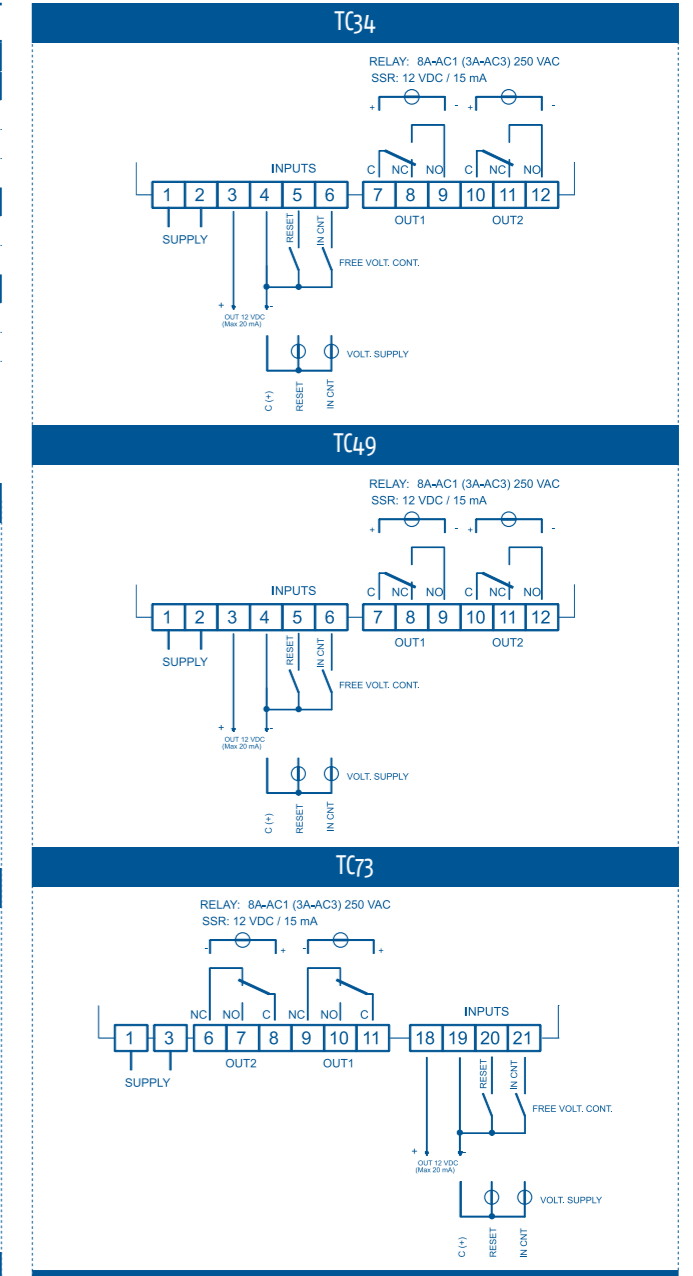 TC34
RELAY: 8A-AC1 (3A-AC3) 250 VAC
SSR: 12 VDC / 15 mA
+ - + -
INPUTS C NC NO C NC NO
1 2 3 4 5 6 7 8 9 10 11 12
SUPPLY RESET IN CNT OUT1 OUT2
FREE VOLT. CONT.
+ -
OUT 12 VDC
(Max 20 mA)
VOLT. SUPPLY
C (+) RESET IN CNT
TC49
RELAY: 8A-AC1 (3A-AC3) 250 VAC
SSR: 12 VDC / 15 mA
+ - + -
INPUTS C NC NO C NC NO
1 2 3 4 5 6 7 8 9 10 11 12
SUPPLY RESET IN CNT OUT1 OUT2
FREE VOLT. CONT.
+ -
OUT 12 VDC
(Max 20 mA)
VOLT. SUPPLY
C (+) RESET IN CNT
TC73
RELAY: 8A-AC1 (3A-AC3) 250 VAC
SSR: 12 VDC / 15 mA
- + - +
NC NO C NC NO C INPUTS
1 3 6 7 8 9 10 11 18 19 20 21
SUPPLY OUT2 OUT1 RESET IN CNT
FREE VOLT. CONT.
+ -
OUT 12 VDC
(Max 20 mA)
VOLT. SUPPLY
C (+) RESET IN CNT